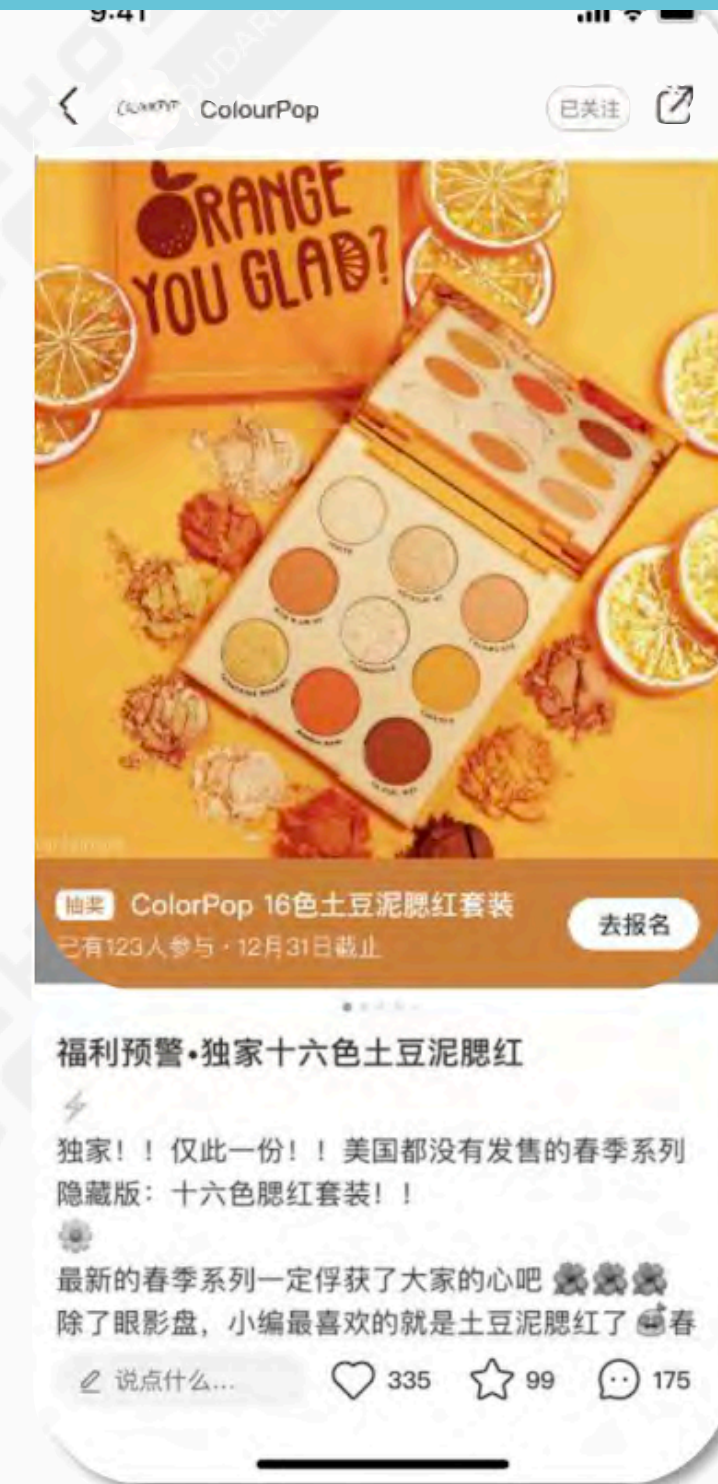 9:41
ColourPop
已关注
ORANGE
YOU GLAD?
抽奖 ColorPop 16色土豆泥腮红套装
已有123人参与·12月31日截止
去报名
福利预警•独家十六色土豆泥腮红
独家！！仅此一份！！美国都没有发售的春季系列
隐藏版：十六色腮红套装！！
最新的春季系列一定俘获了大家的心吧
除了眼影盘，小编最喜欢的就是土豆泥腮红了 春
说点什么... 335 99 175